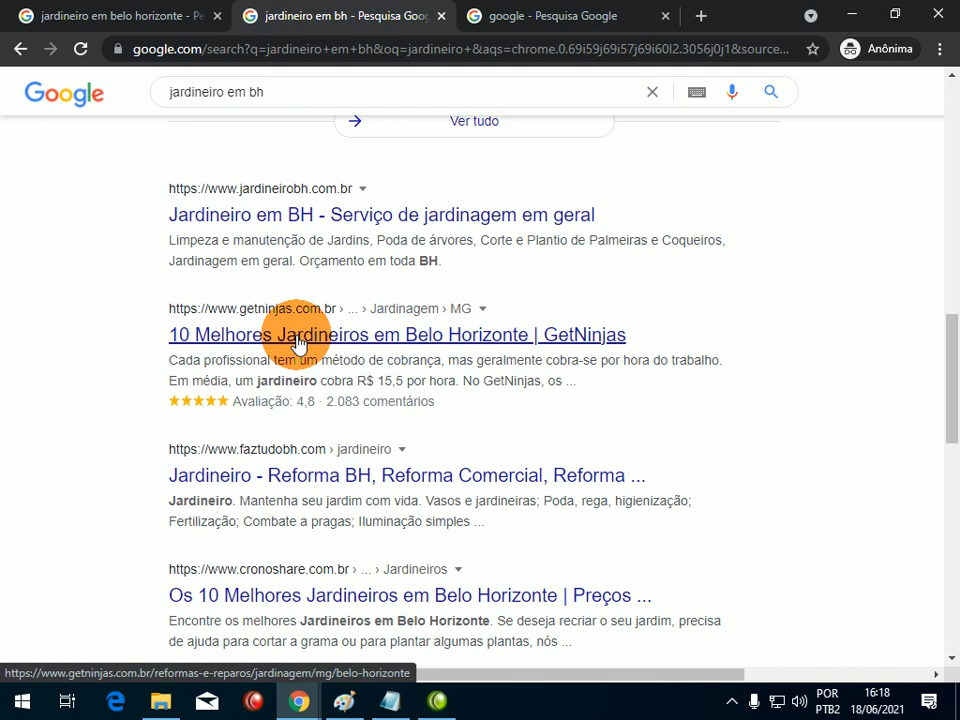 jardineiro em belo horizonte - Pe
jardineiro em bh - Pesquisa Goog
google - Pesquisa Google
google.com/search?q=jardineiro+em+bh&oq=jardineiro+&aqs=chrome.0.69i59j69i57j69i60l2.3056j0j1&source...
Anônima
Google
jardineiro em bh
Ver tudo
https://www.jardineirobh.com.br
Jardineiro em BH - Serviço de jardinagem em geral
Limpeza e manutenção de Jardins, Poda de árvores, Corte e Plantio de Palmeiras e Coqueiros,
Jardinagem em geral. Orçamento em toda BH.
https://www.getninjas.com.br › ... › Jardinagem › MG
10 Melhores Jardineiros em Belo Horizonte | GetNinjas
Cada profissional tem um método de cobrança, mas geralmente cobra-se por hora do trabalho.
Em média, um jardineiro cobra R$ 15,5 por hora. No GetNinjas, os ...
Avaliação: 4,8 · 2.083 comentários
https://www.faztudobh.com › jardineiro
Jardineiro - Reforma BH, Reforma Comercial, Reforma ...
Jardineiro. Mantenha seu jardim com vida. Vasos e jardineiras; Poda, rega, higienização;
Fertilização; Combate a pragas; Iluminação simples ...
https://www.cronoshare.com.br › ... › Jardineiros
Os 10 Melhores Jardineiros em Belo Horizonte | Preços ...
Encontre os melhores Jardineiros em Belo Horizonte. Se deseja recriar o seu jardim, precisa
de ajuda para cortar a grama ou para plantar algumas plantas, nós ...
https://www.getninjas.com.br/reformas-e-reparos/jardinagem/mg/belo-horizonte
POR
PTB2
16:18
18/06/2021